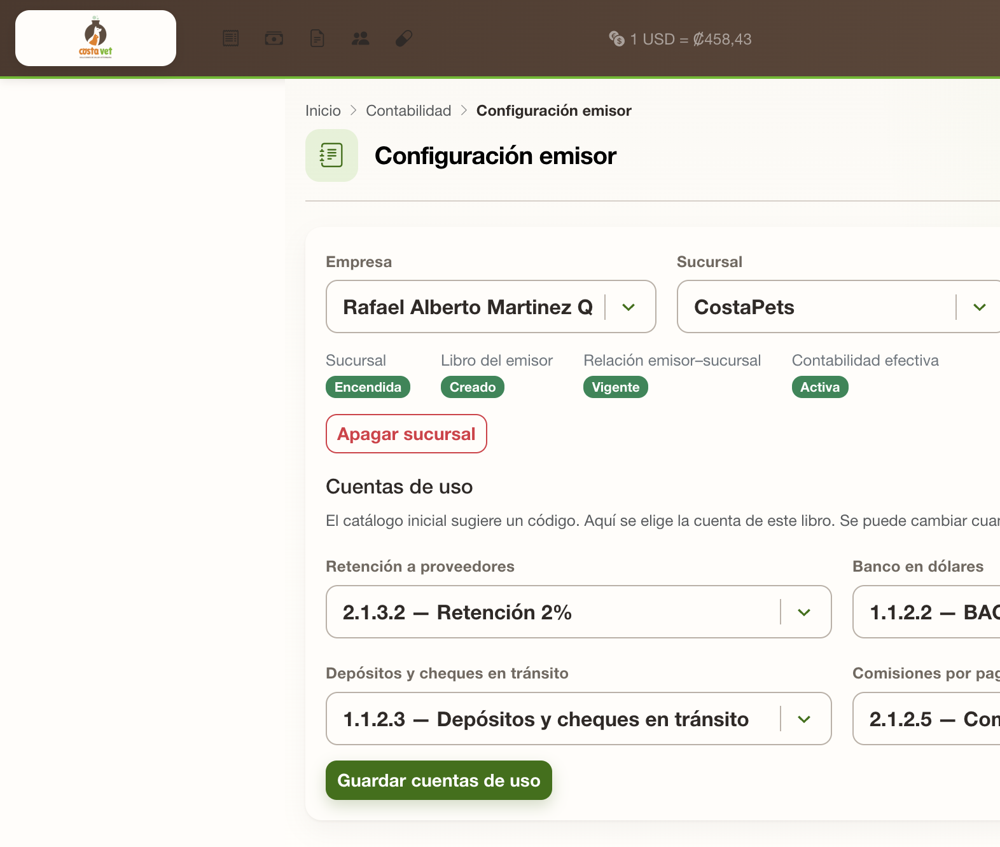 costa vet
1 USD = ₡458,43
Inicio > Contabilidad > Configuración emisor
Configuración emisor
Empresa
Sucursal
Rafael Alberto Martinez Q
CostaPets
Sucursal
Libro del emisor
Relación emisor–sucursal
Contabilidad efectiva
Encendida
Creado
Vigente
Activa
Apagar sucursal
Cuentas de uso
El catálogo inicial sugiere un código. Aquí se elige la cuenta de este libro. Se puede cambiar
Retención a proveedores
Banco en dólares
2.1.3.2 — Retención 2%
1.1.2.2 — BAC
Depósitos y cheques en tránsito
Comisiones por
1.1.2.3 — Depósitos y cheques en tránsito
2.1.2.5 —
Guardar cuentas de uso